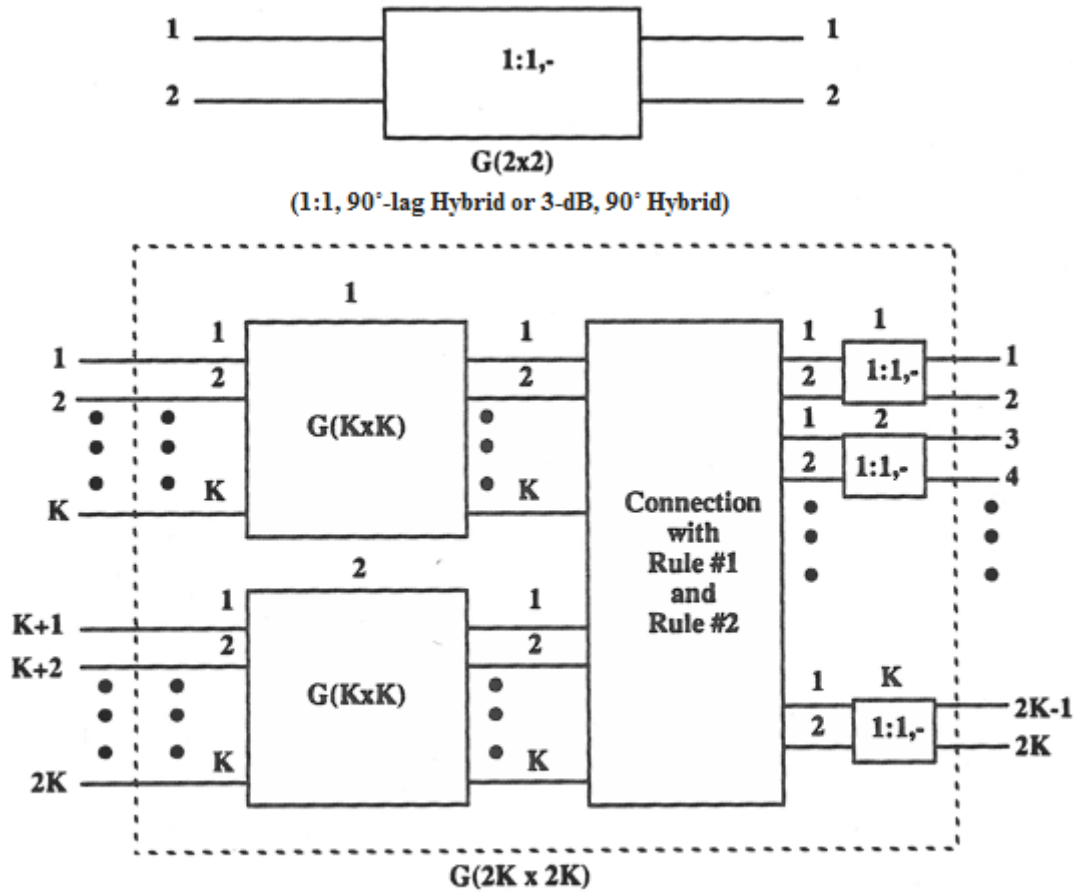 1 1
1:1,-
2 2
G(2x2)
(1:1, 90°-lag Hybrid or 3-dB, 90° Hybrid)
1
1 1 1 1
1 2 2 2 1:1,- 1
2 2
G(KxK) 1 2 3
2 1:1,- 4
K K K
Connection
with
Rule #1
and
Rule #2
2
1 1
K+1 2 2
K+2
G(KxK) 1 K 2K-1
2 1:1,- 2K
2K K K
G(2K x 2K)